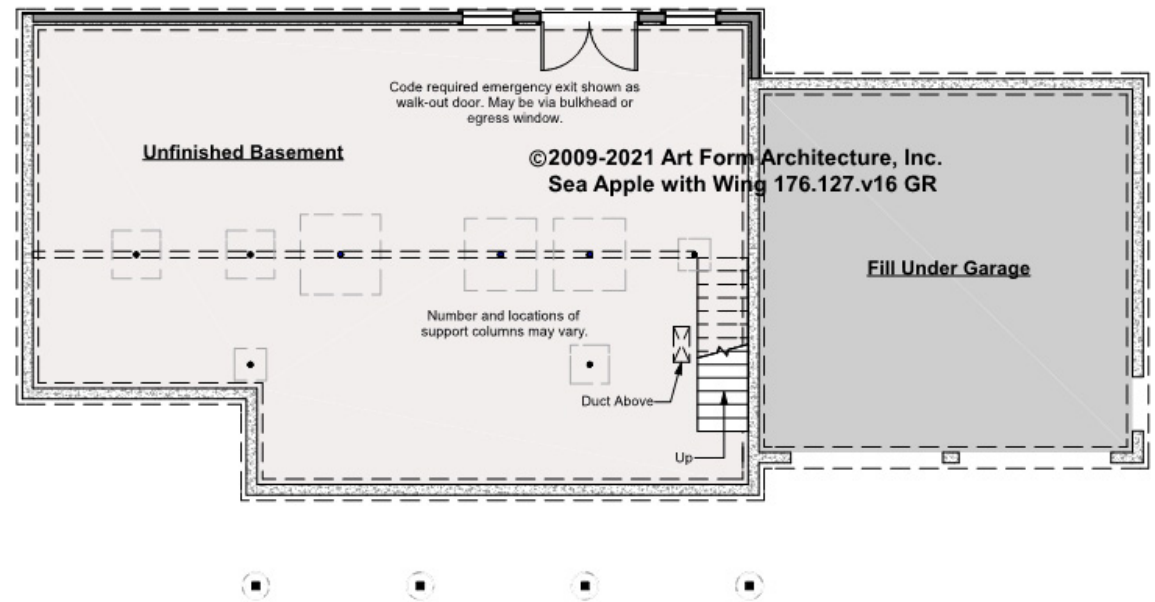 Code required emergency exit shown as
walk-out door. May be via bulkhead or
egress window.
Unfinished Basement
©2009-2021 Art Form Architecture, Inc.
Sea Apple with Wing 176.127.v16 GR
Fill Under Garage
Number and locations of
support columns may vary.
Duct Above
Up